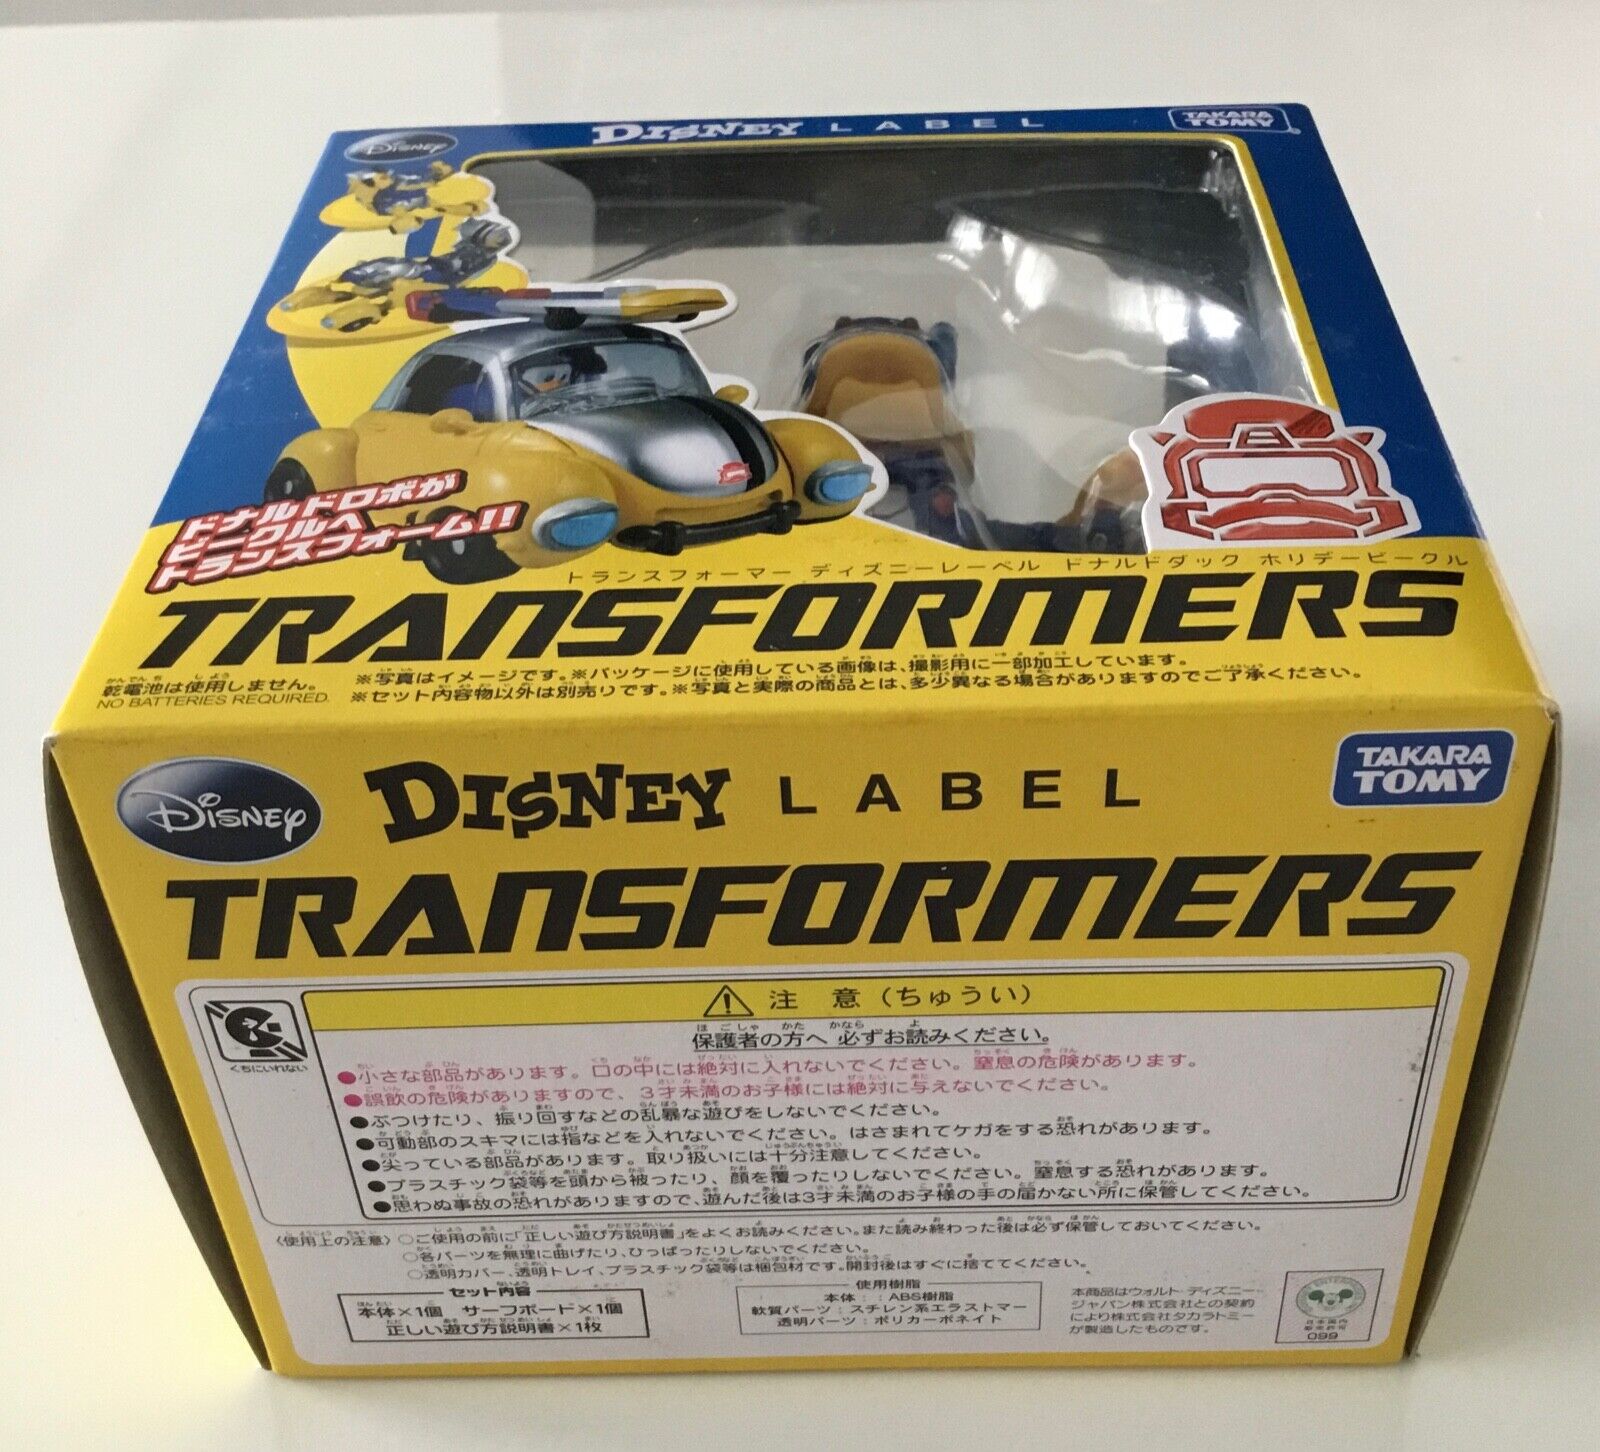 Disney
DISNEY LABEL
TAKARA TOMY
ドナルドロボが
ビークルへ
トランスフォーム!!
トランスフォーマー ディズニーレーベル ドナルドダック ホリデービークル
TRANSFORMERS
かんでんち しよう
乾電池は使用しません。
NO BATTERIES REQUIRED.
※写真はイメージです。※パッケージに使用している画像は、撮影用に一部加工しています。
※セット内容物以外は別売りです。※写真と実際の商品とは、多少異なる場合がありますのでご了承ください。
Disney
DISNEY LABEL
TAKARA TOMY
TRANSFORMERS
くちにいれない
注 意(ちゅうい)
保護者の方へ 必ずお読みください。
●小さな部品があります。口の中には絶対に入れないでください。窒息の危険があります。
●誤飲の危険がありますので、3才未満のお子様には絶対に与えないでください。
●ぶつけたり、振り回すなどの乱暴な遊びをしないでください。
●可動部のスキマには指などを入れないでください。はさまれてケガをする恐れがあります。
●尖っている部品があります。取り扱いには十分注意してください。
●プラスチック袋等を頭から被ったり、顔を覆ったりしないでください。窒息する恐れがあります。
●思わぬ事故の恐れがありますので、遊んだ後は3才未満のお子様の手の届かない所に保管してください。
〈使用上の注意〉○ご使用の前に「正しい遊び方説明書」をよくお読みください。また読み終わった後は必ず保管しておいてください。
○各パーツを無理に曲げたり、ひっぱったりしないでください。
○透明カバー、透明トレイ、プラスチック袋等は梱包材です。開封後はすぐに捨ててください。
セット内容
本体×1個 サーフボード×1個
正しい遊び方説明書×1枚
使用樹脂
本体：：ABS樹脂
軟質パーツ：スチレン系エラストマー
透明パーツ：ポリカーボネイト
本商品はウォルト・ディズニー・
ジャパン株式会社との契約
により株式会社タカラトミー
が製造したものです。
日本国内
099